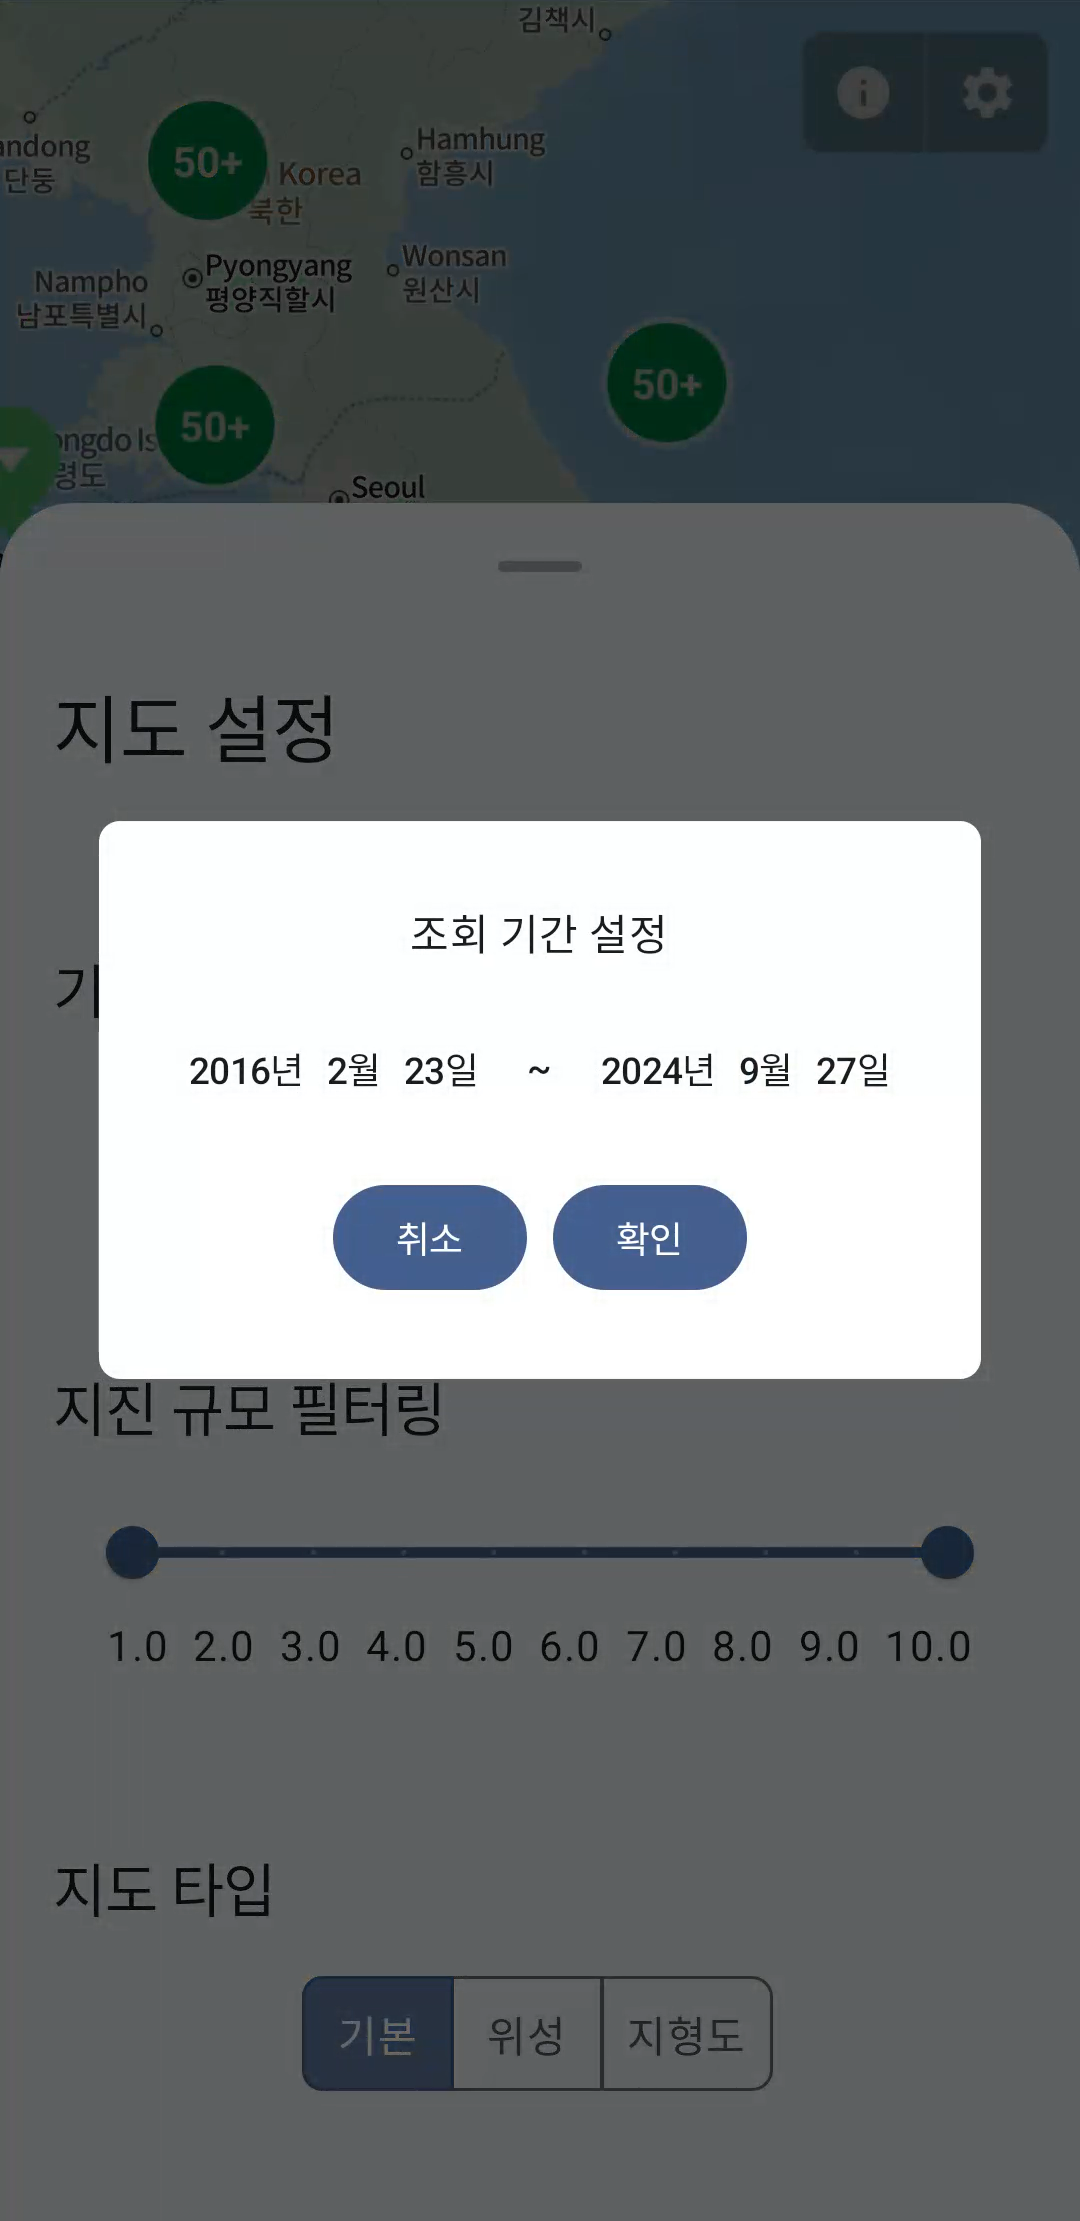 김책시
andong
단둥
50+
Hamhung
함흥시
Korea
북한
Pyongyang
평양직할시
Wonsan
원산시
Nampho
남포특별시
50+
50+
ongdo Is
령도
Seoul
지도 설정
조회 기간 설정
기
2016년 2월 23일 ~ 2024년 9월 27일
취소 확인
지진 규모 필터링
1.0 2.0 3.0 4.0 5.0 6.0 7.0 8.0 9.0 10.0
지도 타입
기본 위성 지형도